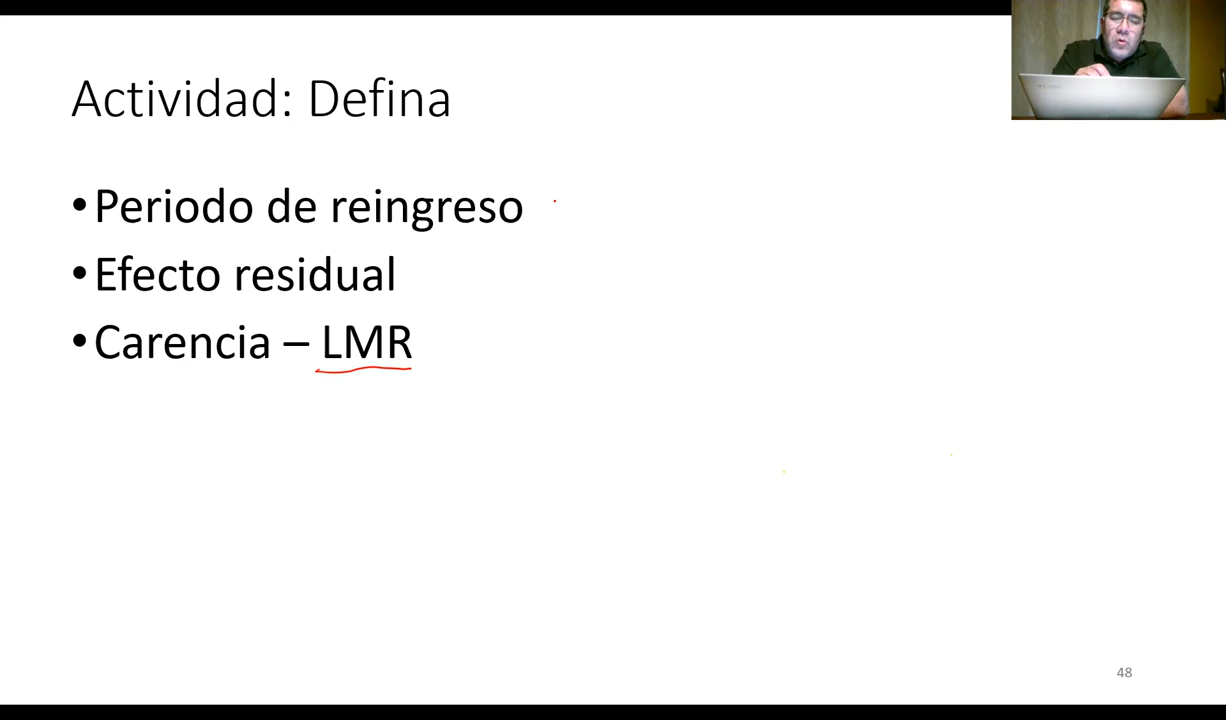 Actividad: Defina
•Periodo de reingreso
•Efecto residual
•Carencia – LMR
48